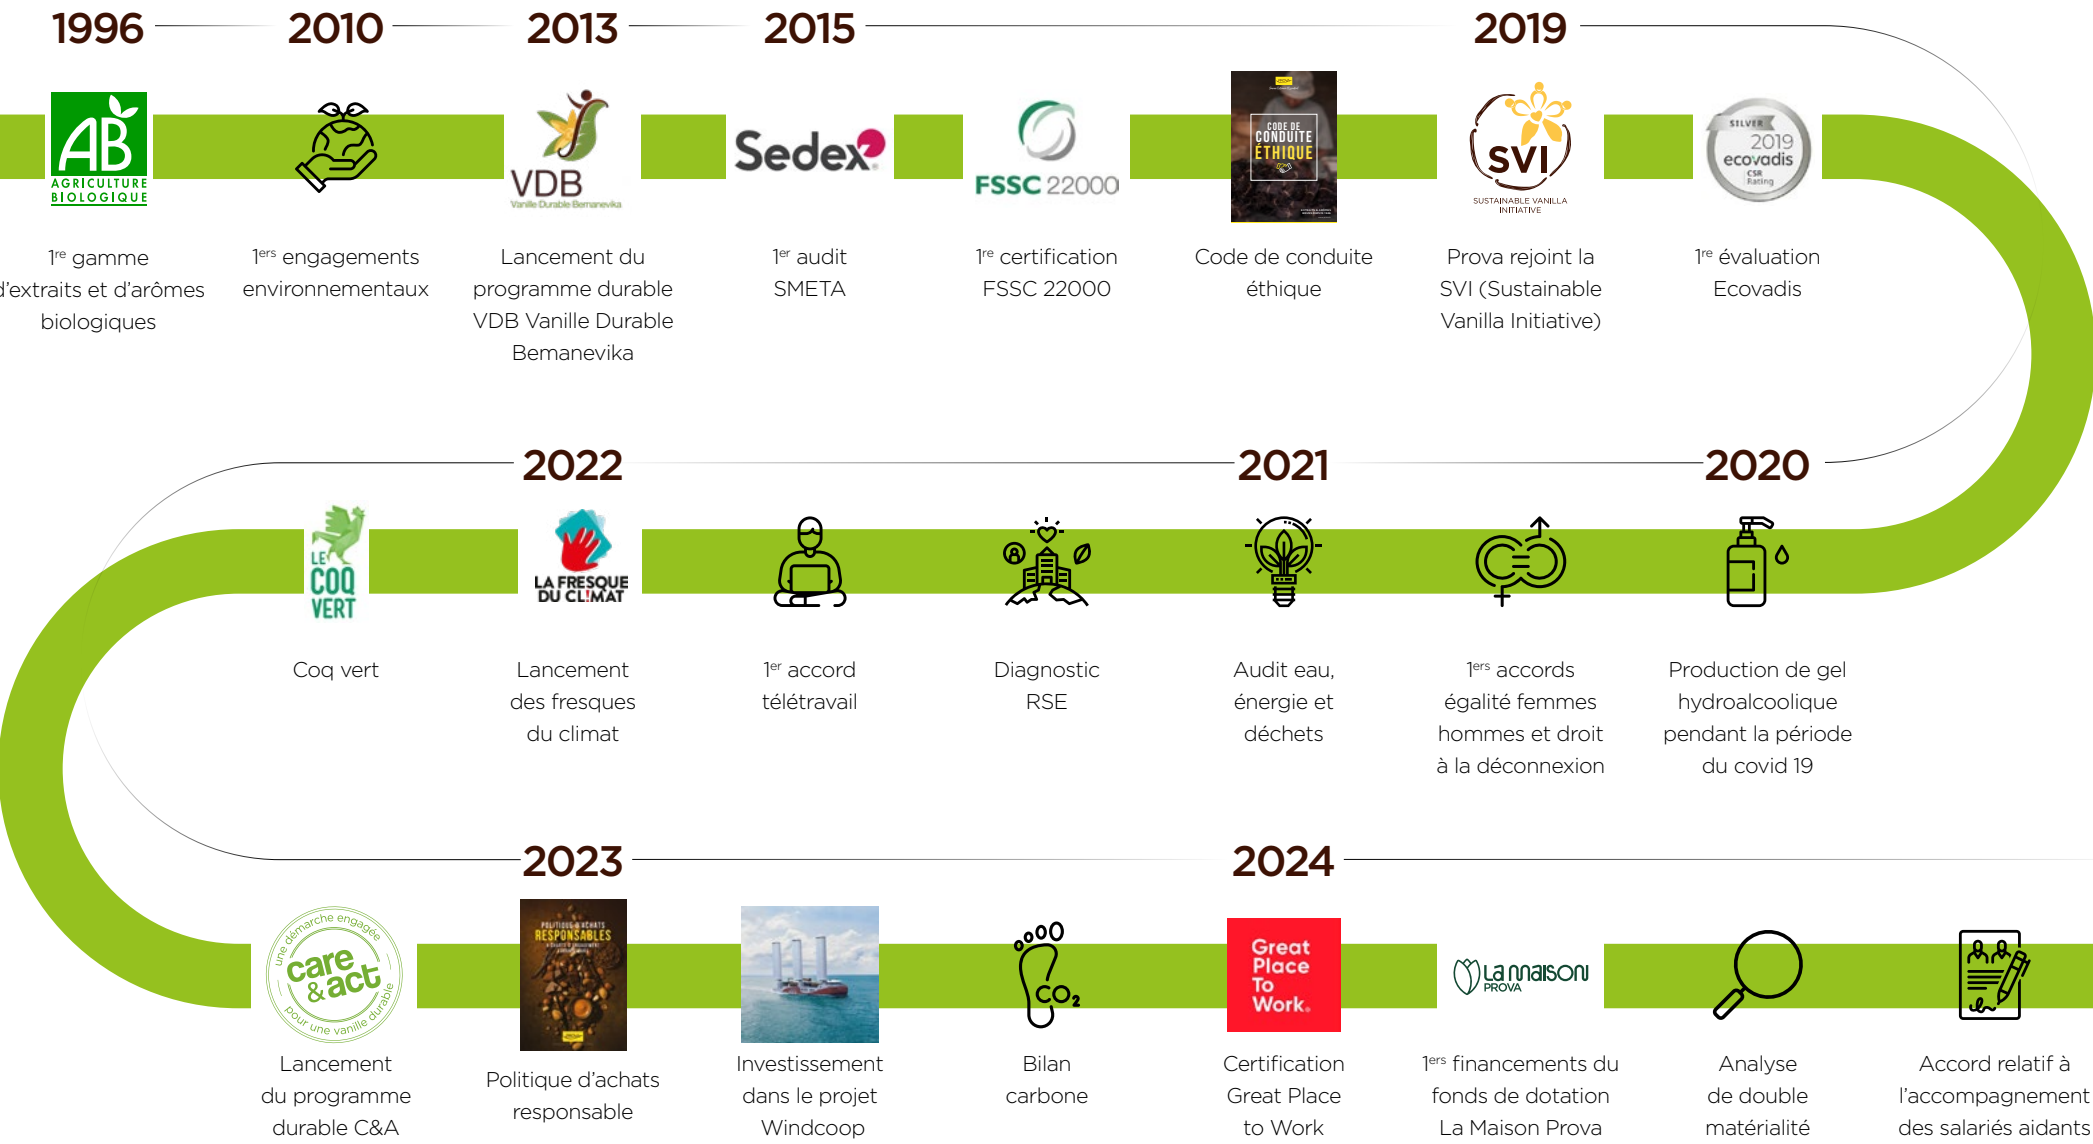 1996
2010
2013
2015
2019
AB
AGRICULTURE
BIOLOGIQUE
VDB
Vanille Durable Bemanevika
Sedex
FSSC 22000
CODE DE
CONDUITE
ÉTHIQUE
SVI
SUSTAINABLE VANILLA
INITIATIVE
SILVER
2019
ecovadis
CSR
Rating
1re gamme
d'extraits et d'arômes
biologiques
1ers engagements
environnementaux
Lancement du
programme durable
VDB Vanille Durable
Bemanevika
1er audit
SMETA
1re certification
FSSC 22000
Code de conduite
éthique
Prova rejoint la
SVI (Sustainable
Vanilla Initiative)
1re évaluation
Ecovadis
2022
2021
2020
LE
COQ
VERT
LA FRESQUE
DU CL!MAT
Coq vert
Lancement
des fresques
du climat
1er accord
télétravail
Diagnostic
RSE
Audit eau,
énergie et
déchets
1ers accords
égalité femmes
hommes et droit
à la déconnexion
Production de gel
hydroalcoolique
pendant la période
du covid 19
2023
2024
une démarche engagée
care
&act
pour une vanille durable
POLITIQUE D'ACHATS
RESPONSABLES
CO2
Great
Place
To
Work.
La maison
PROVA
Lancement
du programme
durable C&A
Politique d'achats
responsable
Investissement
dans le projet
Windcoop
Bilan
carbone
Certification
Great Place
to Work
1ers financements du
fonds de dotation
La Maison Prova
Analyse
de double
matérialité
Accord relatif à
l'accompagnement
des salariés aidants